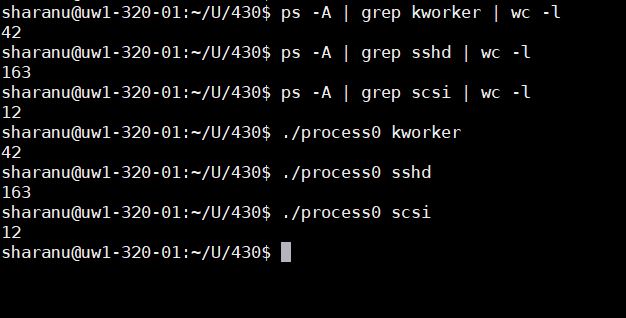 sharanu@uw1-320-01:~/U/430$ ps -A | grep kworker | wc -l
42
sharanu@uw1-320-01:~/U/430$ ps -A | grep sshd | wc -l
163
sharanu@uw1-320-01:~/U/430$ ps -A | grep scsi | wc -l
12
sharanu@uw1-320-01:~/U/430$ ./process0 kworker
42
sharanu@uw1-320-01:~/U/430$ ./process0 sshd
163
sharanu@uw1-320-01:~/U/430$ ./process0 scsi
12
sharanu@uw1-320-01:~/U/430$